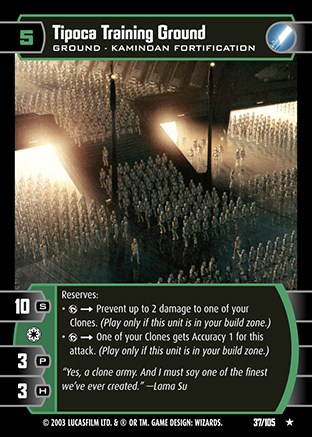 5
Tipoca Training Ground
GROUND - KAMINOAN FORTIFICATION
Reserves:
10 S
• → Prevent up to 2 damage to one of your
Clones. (Play only if this unit is in your build zone.)
• → One of your Clones gets Accuracy 1 for this
3 P
attack. (Play only if this unit is in your build zone.)
3 H
“Yes, a clone army. And I must say one of the finest
we’ve ever created.” —Lama Su
© 2003 LUCASFILM LTD. & ® OR TM. GAME DESIGN: WIZARDS.
37/105 ★